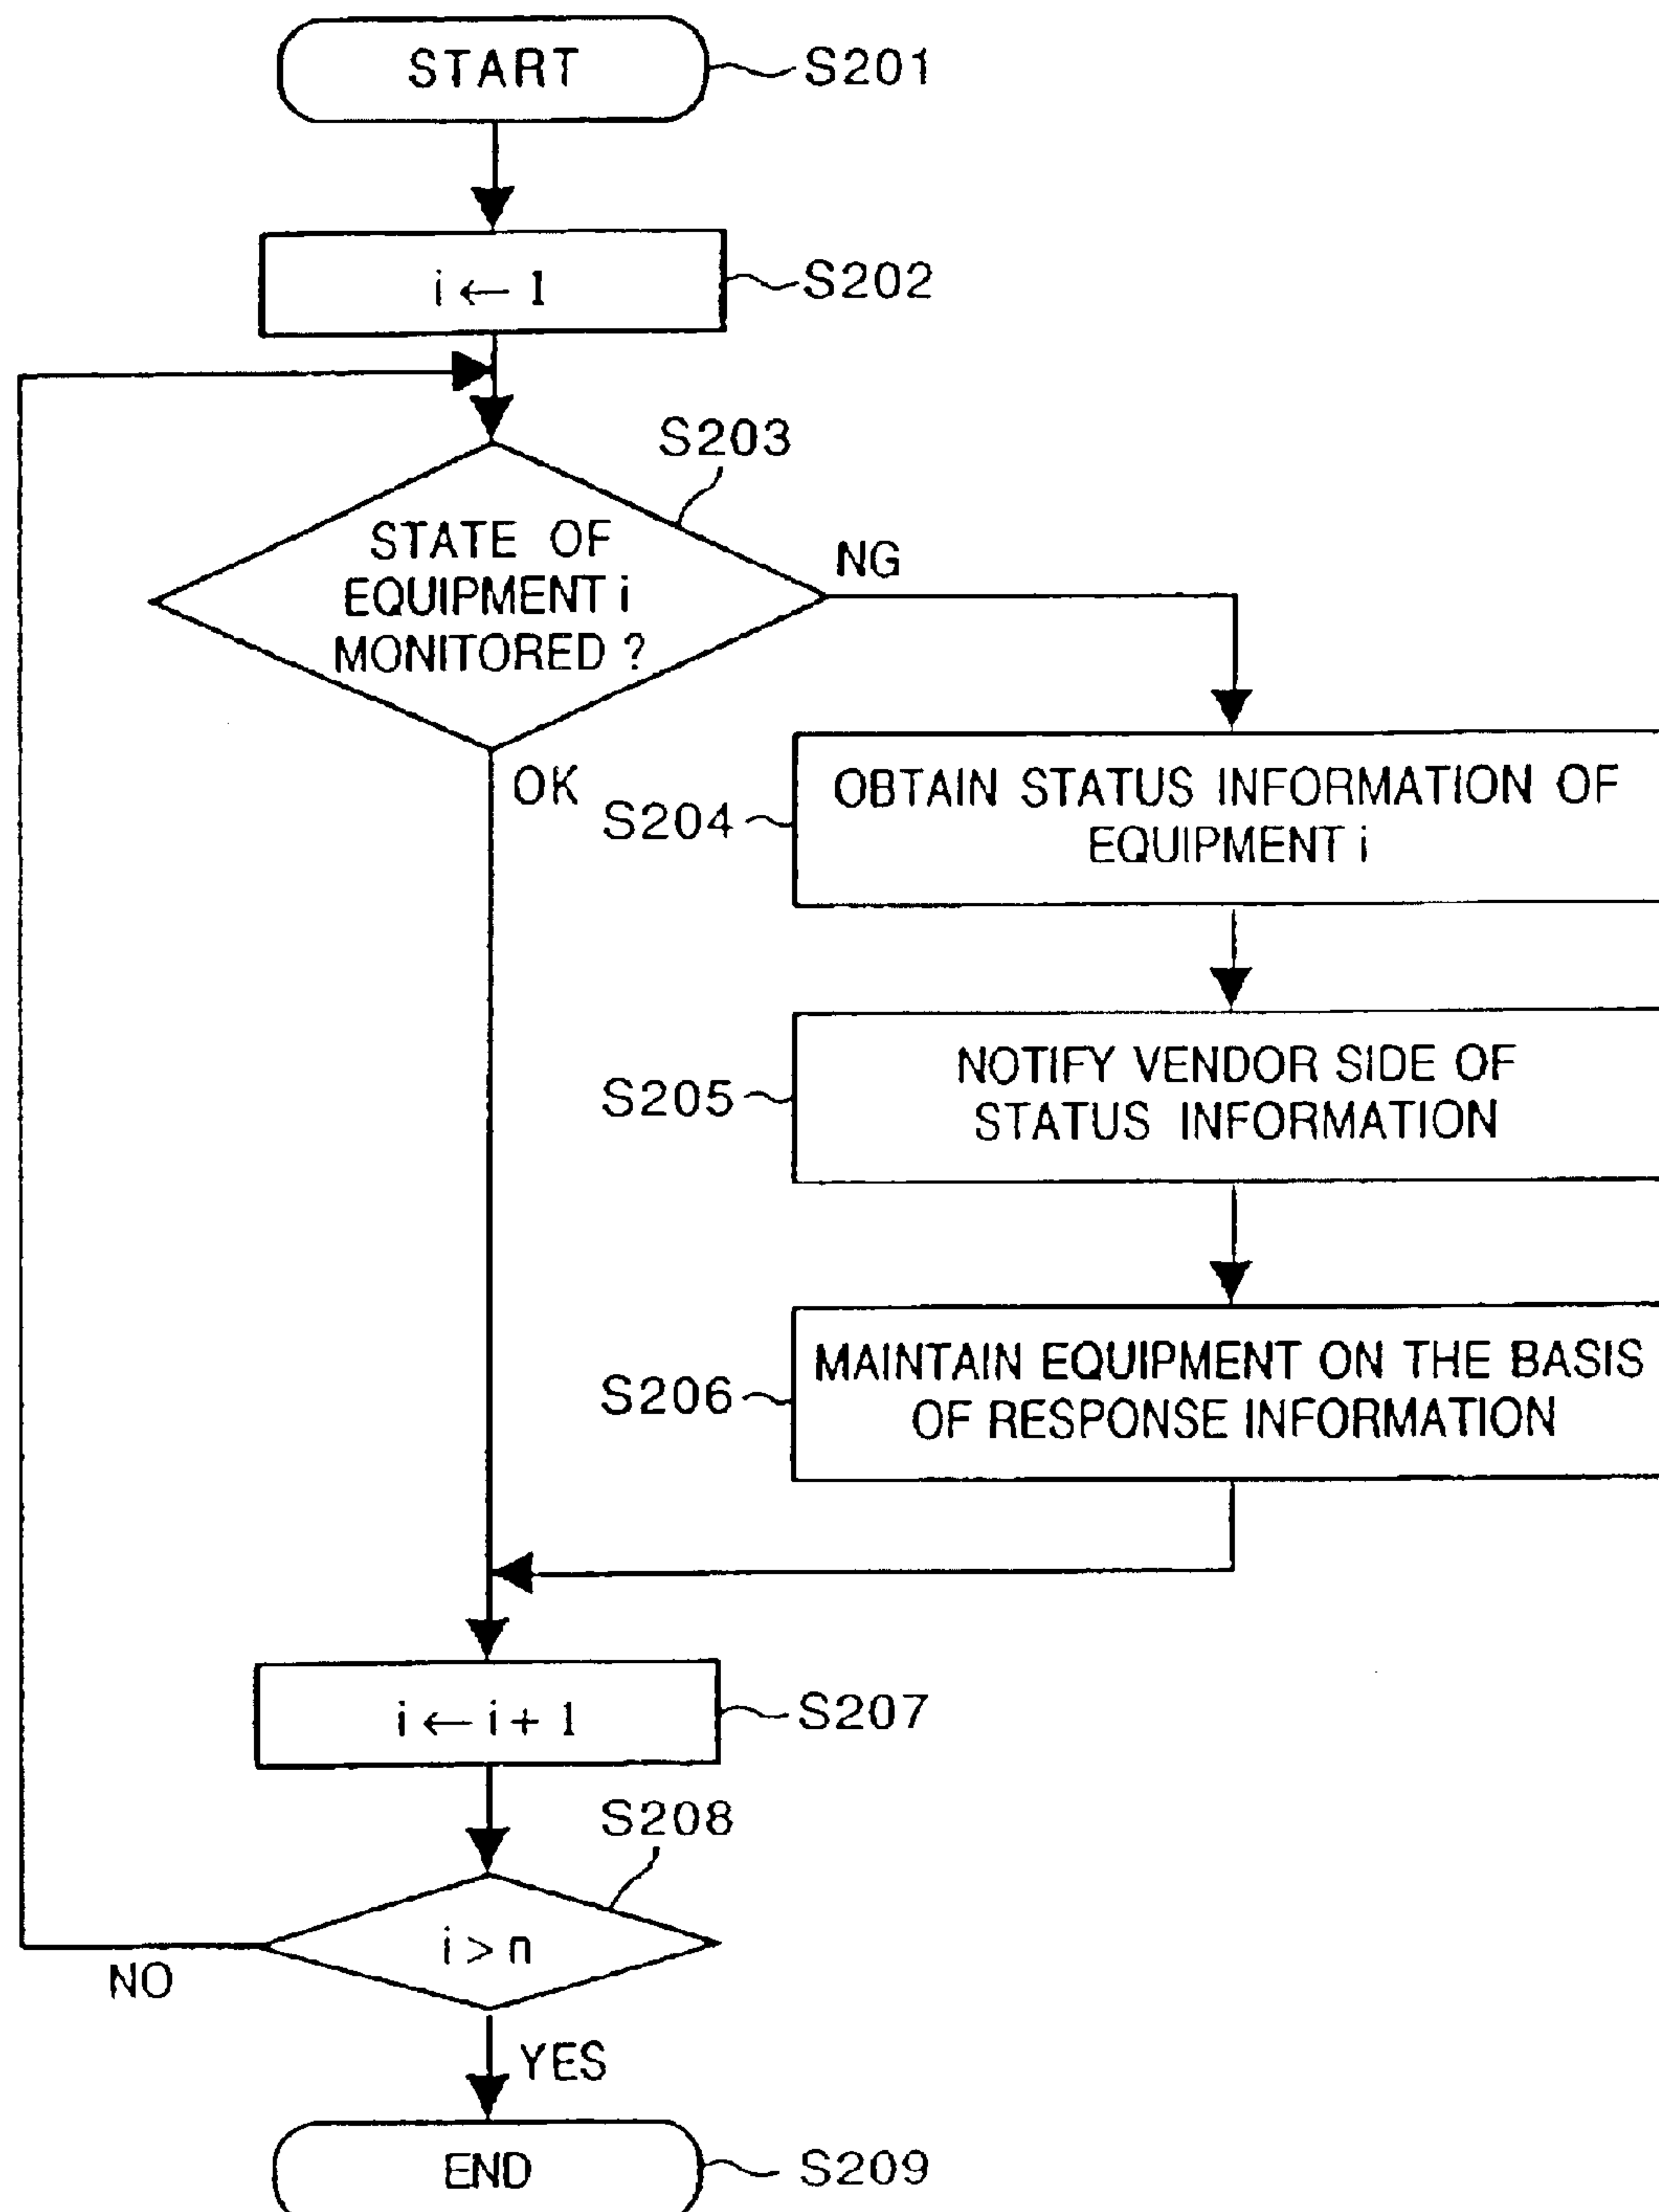 START
S201
i ← 1
S202
S203
STATE OF
EQUIPMENT i
MONITORED ?
NG
OK
S204
OBTAIN STATUS INFORMATION OF
EQUIPMENT i
S205
NOTIFY VENDOR SIDE OF
STATUS INFORMATION
S206
MAINTAIN EQUIPMENT ON THE BASIS
OF RESPONSE INFORMATION
i ← i + 1
S207
S208
i > n
NO
YES
END
S209